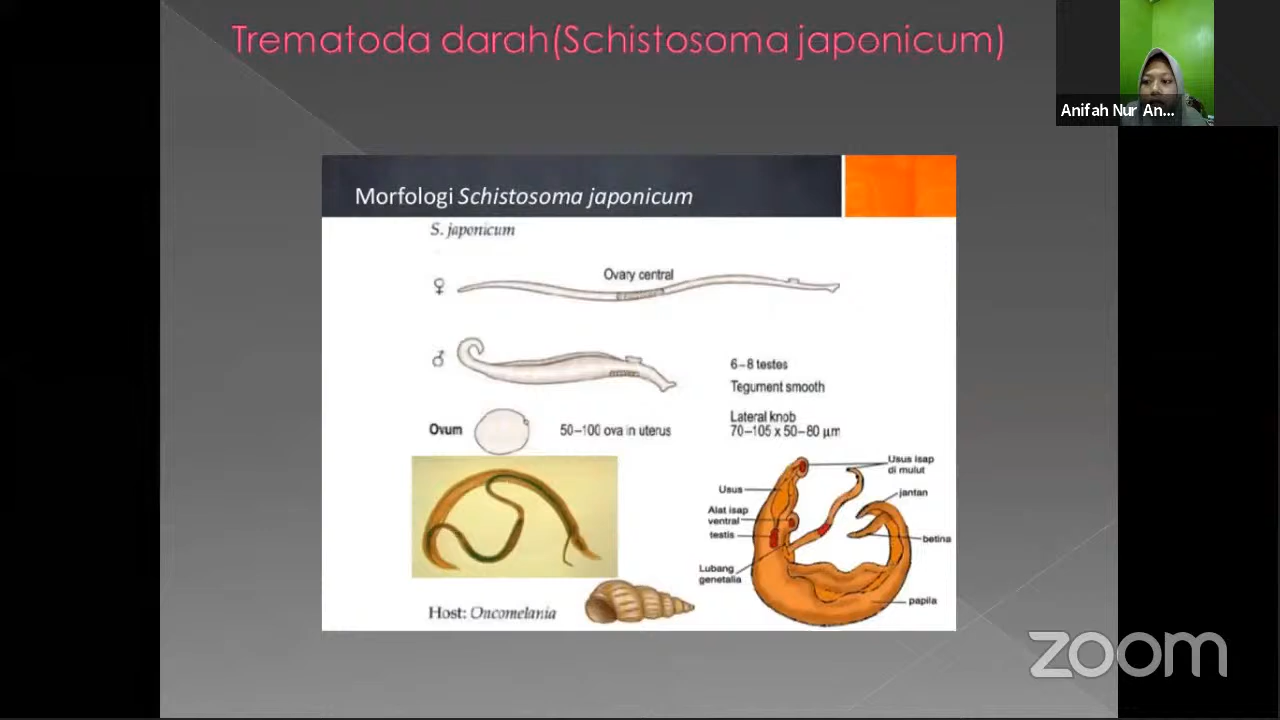 Trematoda darah(Schistosoma japonicum)
Anifah Nur An...
Morfologi Schistosoma japonicum
S. japonicum
♀
Ovary central
♂
6–8 testes
Tegument smooth
Ovum
50–100 ova in uterus
Lateral knob
70–105 x 50–80 µm
Usus isap
di mulut
Usus
jantan
Alat isap
ventral
testis
betina
Lubang
genetalia
papila
Host: Oncomelania
zoom